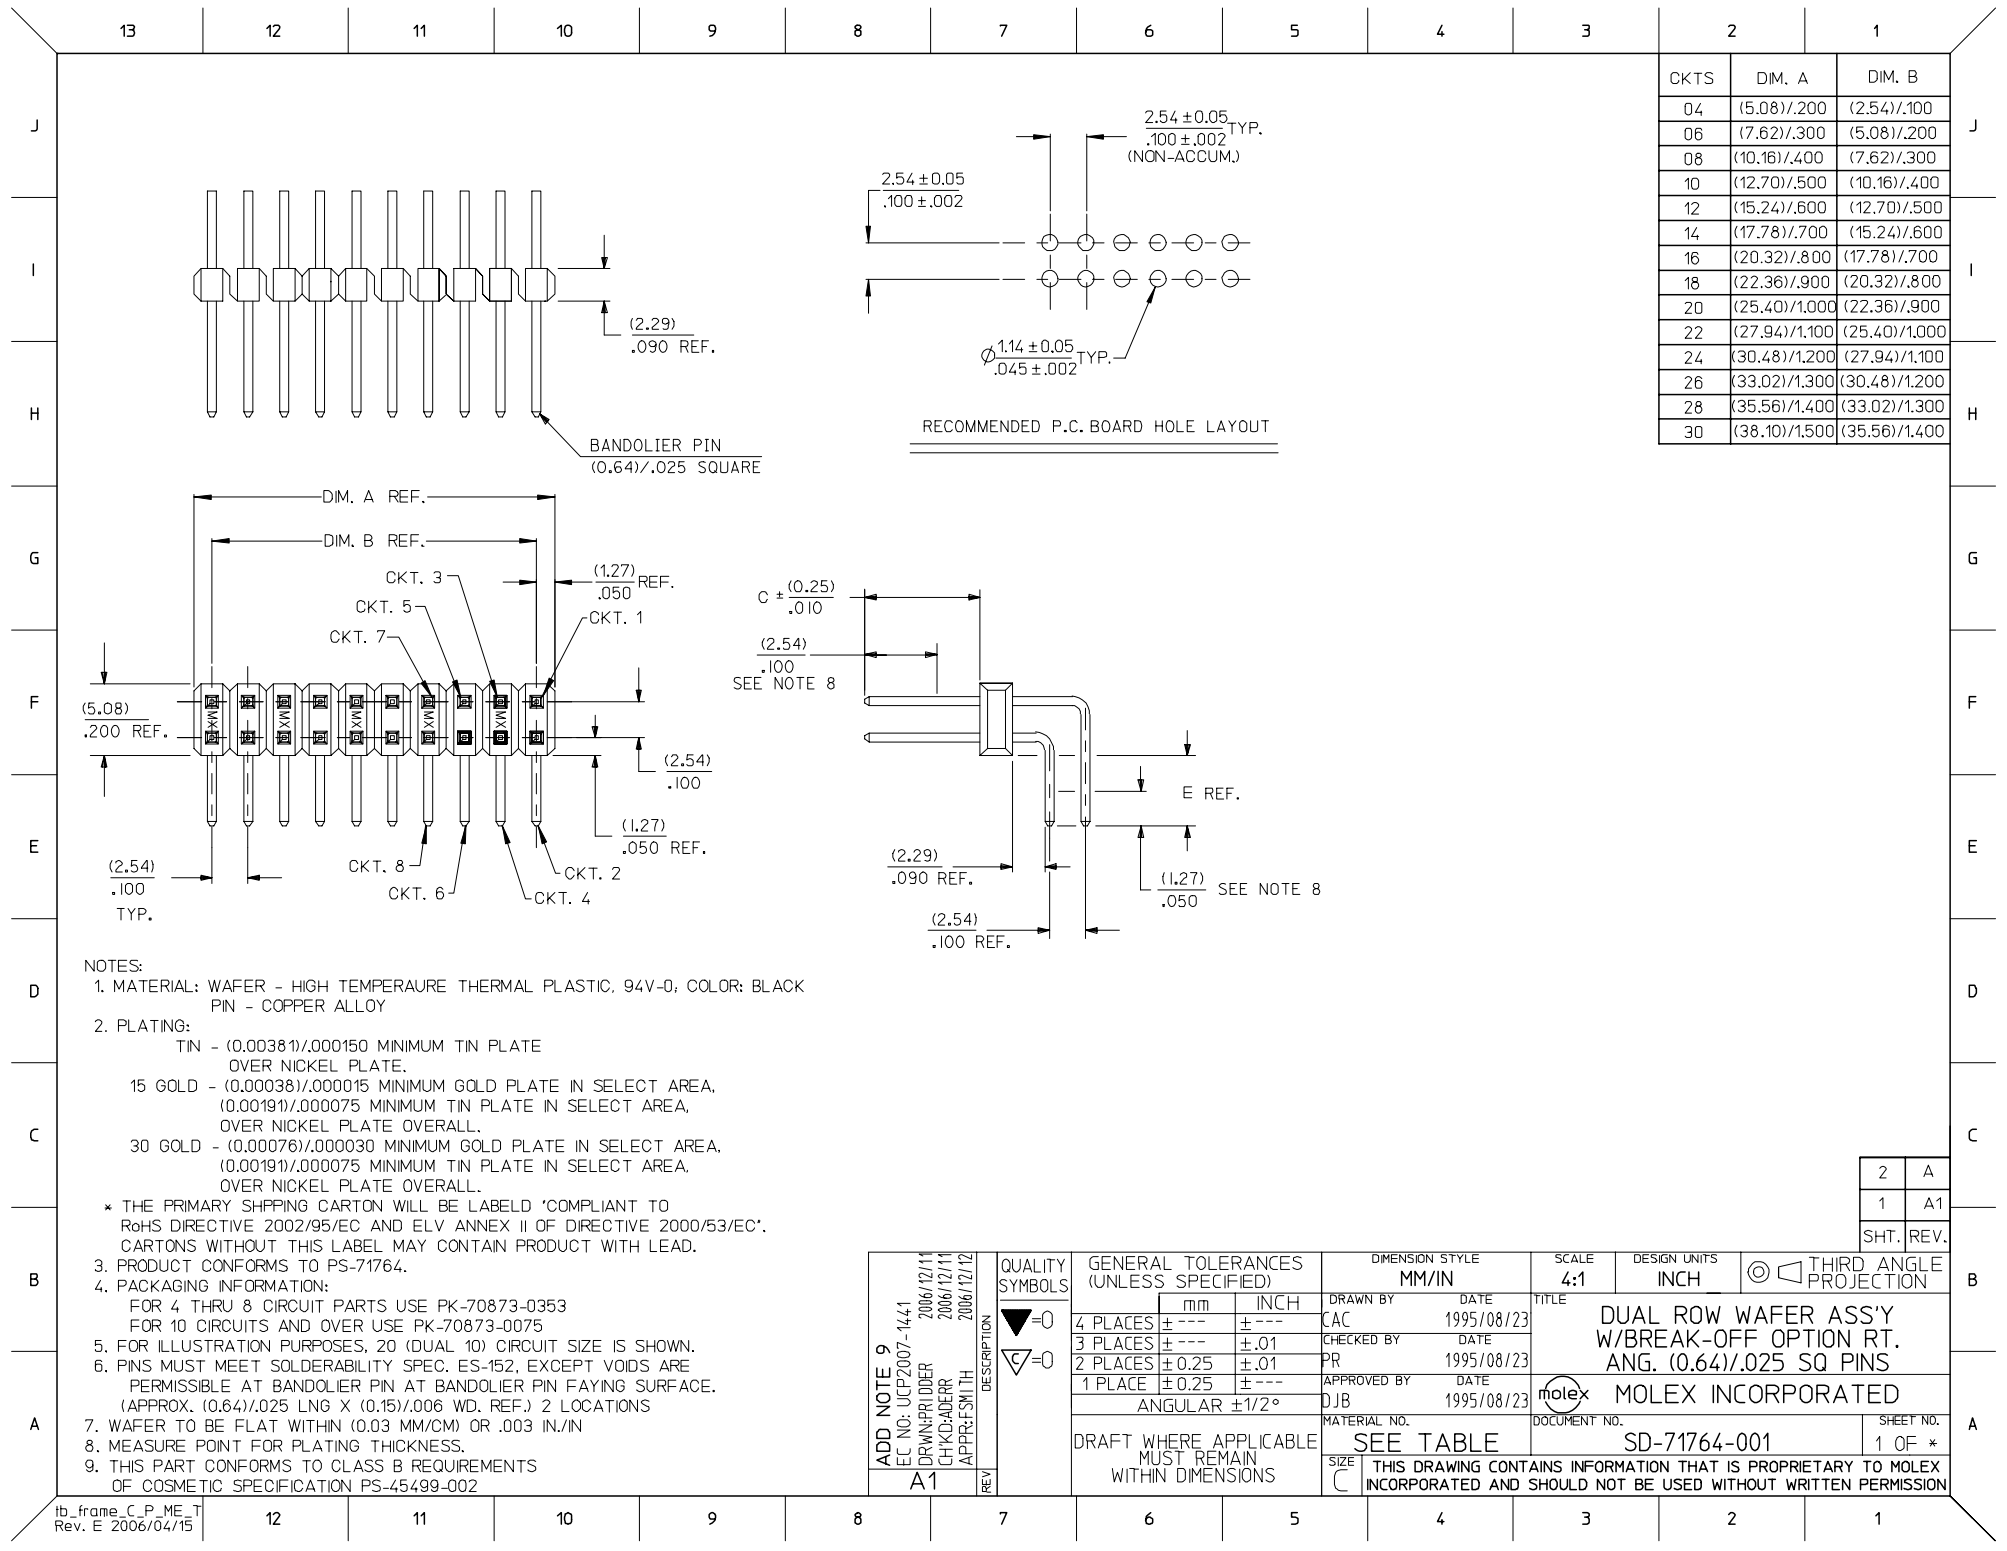 13 12 11 10 9 8 7 6 5 4 3 2 1
J
I
H
G
F
E
D
C
B
A
CKTS DIM. A DIM. B
04 (5.08)/.200 (2.54)/.100
06 (7.62)/.300 (5.08)/.200
08 (10.16)/.400 (7.62)/.300
10 (12.70)/.500 (10.16)/.400
12 (15.24)/.600 (12.70)/.500
14 (17.78)/.700 (15.24)/.600
16 (20.32)/.800 (17.78)/.700
18 (22.36)/.900 (20.32)/.800
20 (25.40)/1.000 (22.36)/.900
22 (27.94)/1.100 (25.40)/1.000
24 (30.48)/1.200 (27.94)/1.100
26 (33.02)/1.300 (30.48)/1.200
28 (35.56)/1.400 (33.02)/1.300
30 (38.10)/1.500 (35.56)/1.400
2.54 ±0.05
.100 ±.002 TYP.
(NON-ACCUM.)
2.54 ±0.05
.100 ±.002
Ø 1.14 ±0.05
.045 ±.002 TYP.
RECOMMENDED P.C. BOARD HOLE LAYOUT
(2.29)
.090 REF.
BANDOLIER PIN
(0.64)/.025 SQUARE
DIM. A REF.
DIM. B REF.
(1.27)
.050 REF.
CKT. 3
CKT. 5
CKT. 7
CKT. 1
(5.08)
.200 REF.
MX MX MX MX
(2.54)
.100
(1.27)
.050 REF.
(2.54)
.100
TYP.
CKT. 8
CKT. 6
CKT. 2
CKT. 4
C ± (0.25)
.010
(2.54)
.100
SEE NOTE 8
E REF.
(2.29)
.090 REF.
(1.27)
.050 SEE NOTE 8
(2.54)
.100 REF.
NOTES:
1. MATERIAL: WAFER - HIGH TEMPERAURE THERMAL PLASTIC, 94V-0; COLOR: BLACK
PIN - COPPER ALLOY
2. PLATING:
TIN - (0.00381)/.000150 MINIMUM TIN PLATE
OVER NICKEL PLATE.
15 GOLD - (0.00038)/.000015 MINIMUM GOLD PLATE IN SELECT AREA,
(0.00191)/.000075 MINIMUM TIN PLATE IN SELECT AREA,
OVER NICKEL PLATE OVERALL.
30 GOLD - (0.00076)/.000030 MINIMUM GOLD PLATE IN SELECT AREA,
(0.00191)/.000075 MINIMUM TIN PLATE IN SELECT AREA,
OVER NICKEL PLATE OVERALL.
* THE PRIMARY SHPPING CARTON WILL BE LABELD 'COMPLIANT TO
RoHS DIRECTIVE 2002/95/EC AND ELV ANNEX II OF DIRECTIVE 2000/53/EC'.
CARTONS WITHOUT THIS LABEL MAY CONTAIN PRODUCT WITH LEAD.
3. PRODUCT CONFORMS TO PS-71764.
4. PACKAGING INFORMATION:
FOR 4 THRU 8 CIRCUIT PARTS USE PK-70873-0353
FOR 10 CIRCUITS AND OVER USE PK-70873-0075
5. FOR ILLUSTRATION PURPOSES, 20 (DUAL 10) CIRCUIT SIZE IS SHOWN.
6. PINS MUST MEET SOLDERABILITY SPEC. ES-152, EXCEPT VOIDS ARE
PERMISSIBLE AT BANDOLIER PIN AT BANDOLIER PIN FAYING SURFACE.
(APPROX. (0.64)/.025 LNG X (0.15)/.006 WD. REF.) 2 LOCATIONS
7. WAFER TO BE FLAT WITHIN (0.03 MM/CM) OR .003 IN./IN
8. MEASURE POINT FOR PLATING THICKNESS.
9. THIS PART CONFORMS TO CLASS B REQUIREMENTS
OF COSMETIC SPECIFICATION PS-45499-002
2 A
1 A1
SHT. REV.
ADD NOTE 9
EC NO: UCP2007-1441
DRWN:PRIDDER 2006/12/11
CH'KD:ADERR 2006/12/11
APPR:FSMITH 2006/12/12
A1
DESCRIPTION
REV
QUALITY
SYMBOLS
=0
C =0
GENERAL TOLERANCES
(UNLESS SPECIFIED)
mm INCH
4 PLACES ± --- ± ---
3 PLACES ± --- ± .01
2 PLACES ± 0.25 ± .01
1 PLACE ± 0.25 ± ---
ANGULAR ±1/2°
DRAFT WHERE APPLICABLE
MUST REMAIN
WITHIN DIMENSIONS
DIMENSION STYLE
MM/IN
SCALE
4:1
DESIGN UNITS
INCH
THIRD ANGLE
PROJECTION
DRAWN BY DATE
CAC 1995/08/23
CHECKED BY DATE
PR 1995/08/23
APPROVED BY DATE
DJB 1995/08/23
TITLE
DUAL ROW WAFER ASS'Y
W/BREAK-OFF OPTION RT.
ANG. (0.64)/.025 SQ PINS
molex MOLEX INCORPORATED
MATERIAL NO.
SEE TABLE
DOCUMENT NO.
SD-71764-001
SHEET NO.
1 OF *
SIZE
C
THIS DRAWING CONTAINS INFORMATION THAT IS PROPRIETARY TO MOLEX
INCORPORATED AND SHOULD NOT BE USED WITHOUT WRITTEN PERMISSION
J
I
H
G
F
E
D
C
B
A
tb_frame_C_P_ME_T
Rev. E 2006/04/15
12 11 10 9 8 7 6 5 4 3 2 1